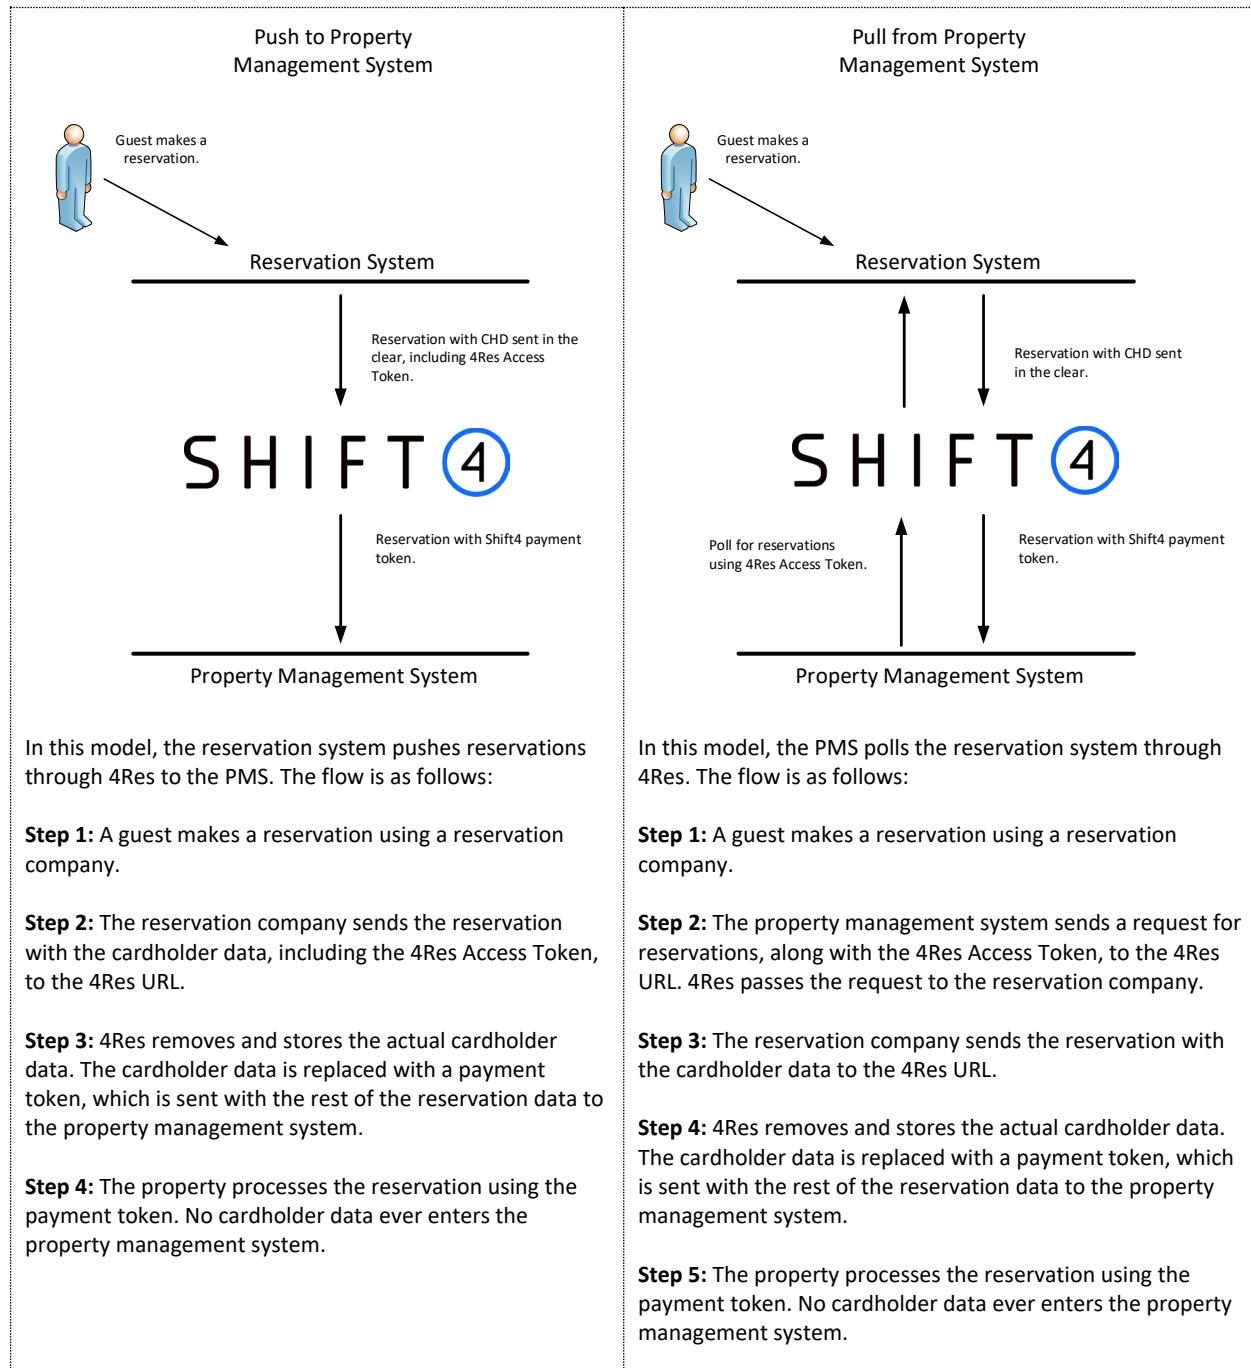 Push to Property
Management System
Guest makes a
reservation.
Reservation System
Reservation with CHD sent in the
clear, including 4Res Access
Token.
SHIFT 4
Reservation with Shift4 payment
token.
Property Management System
In this model, the reservation system pushes reservations
through 4Res to the PMS. The flow is as follows:
Step 1: A guest makes a reservation using a reservation
company.
Step 2: The reservation company sends the reservation
with the cardholder data, including the 4Res Access Token,
to the 4Res URL.
Step 3: 4Res removes and stores the actual cardholder
data. The cardholder data is replaced with a payment
token, which is sent with the rest of the reservation data to
the property management system.
Step 4: The property processes the reservation using the
payment token. No cardholder data ever enters the
property management system.
Pull from Property
Management System
Guest makes a
reservation.
Reservation System
Reservation with CHD sent
in the clear.
SHIFT 4
Poll for reservations
using 4Res Access Token.
Reservation with Shift4 payment
token.
Property Management System
In this model, the PMS polls the reservation system through
4Res. The flow is as follows:
Step 1: A guest makes a reservation using a reservation
company.
Step 2: The property management system sends a request for
reservations, along with the 4Res Access Token, to the 4Res
URL. 4Res passes the request to the reservation company.
Step 3: The reservation company sends the reservation with
the cardholder data to the 4Res URL.
Step 4: 4Res removes and stores the actual cardholder data.
The cardholder data is replaced with a payment token, which
is sent with the rest of the reservation data to the property
management system.
Step 5: The property processes the reservation using the
payment token. No cardholder data ever enters the property
management system.